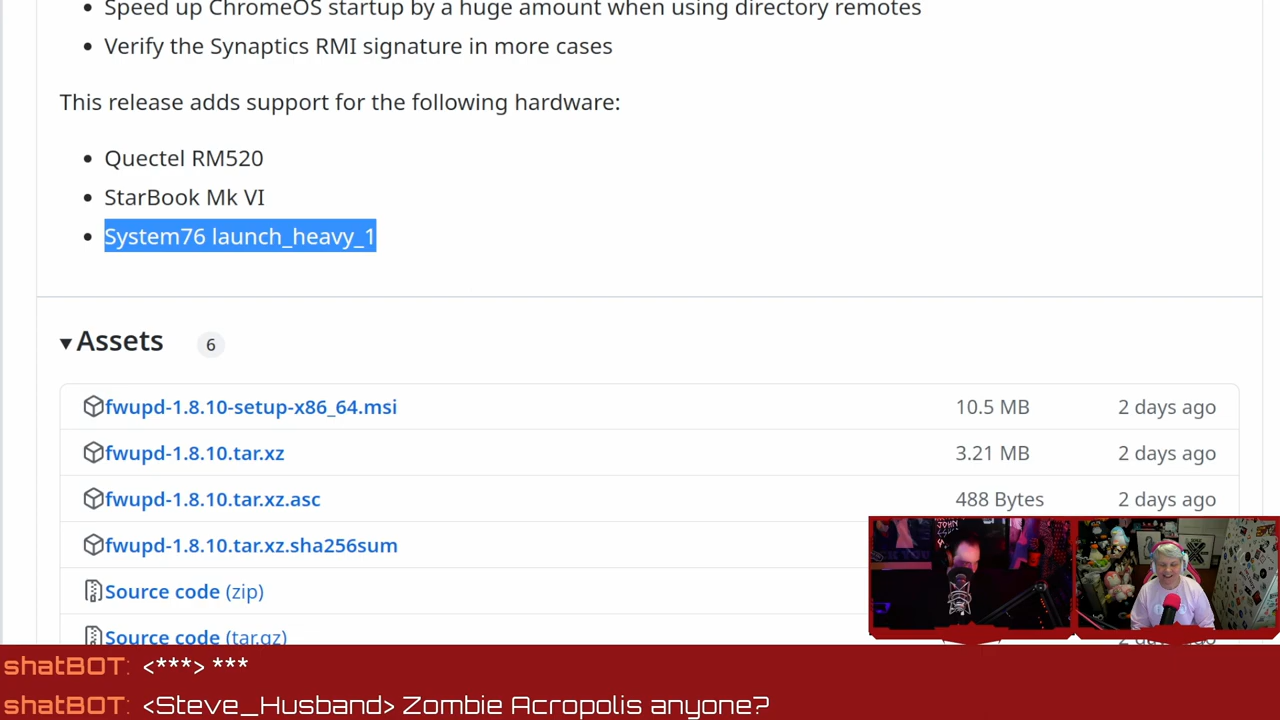 Speed up ChromeOS startup by a huge amount when using directory remotes
Verify the Synaptics RMI signature in more cases
This release adds support for the following hardware:
Quectel RM520
StarBook Mk VI
System76 launch_heavy_1
Assets 6
fwupd-1.8.10-setup-x86_64.msi 10.5 MB 2 days ago
fwupd-1.8.10.tar.xz 3.21 MB 2 days ago
fwupd-1.8.10.tar.xz.asc 488 Bytes 2 days ago
fwupd-1.8.10.tar.xz.sha256sum
Source code (zip)
Source code (tar.gz) 2 days ago
JOHN
shatBOT: <***> ***
shatBOT: <Steve_Husband> Zombie Acropolis anyone?